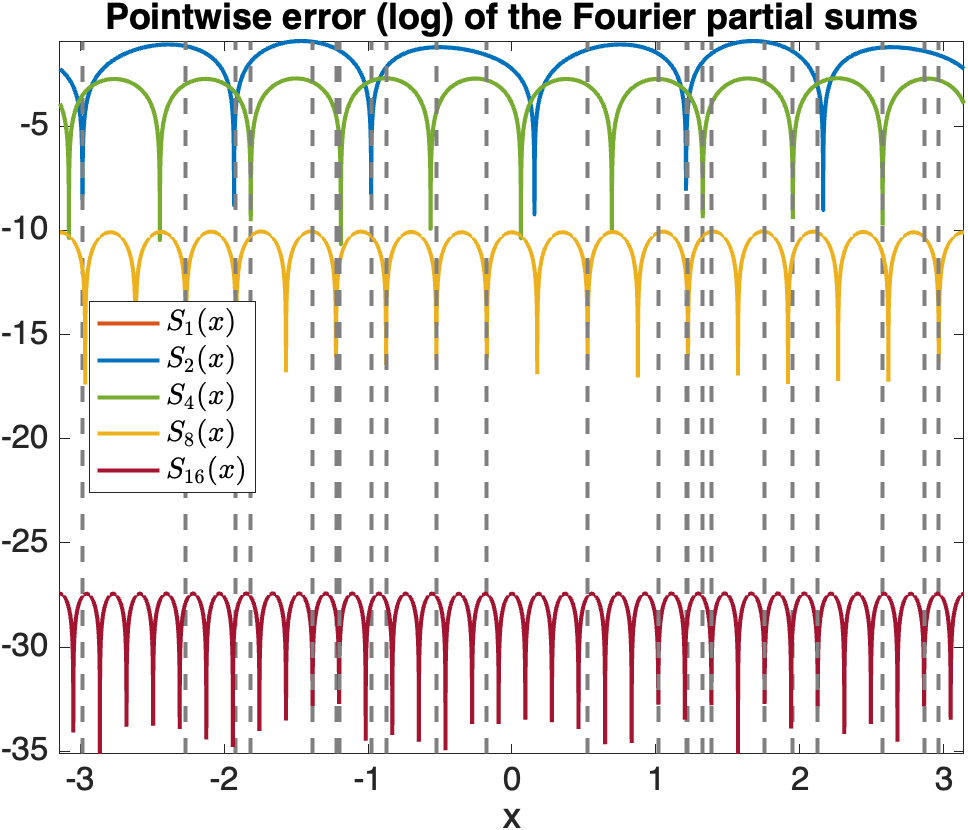 Pointwise error (log) of the Fourier partial sums
-5
-10
-15
-20
-25
-30
-35
S₁(x)
S₂(x)
S₄(x)
S₈(x)
S₁₆(x)
-3 -2 -1 0 1 2 3
x